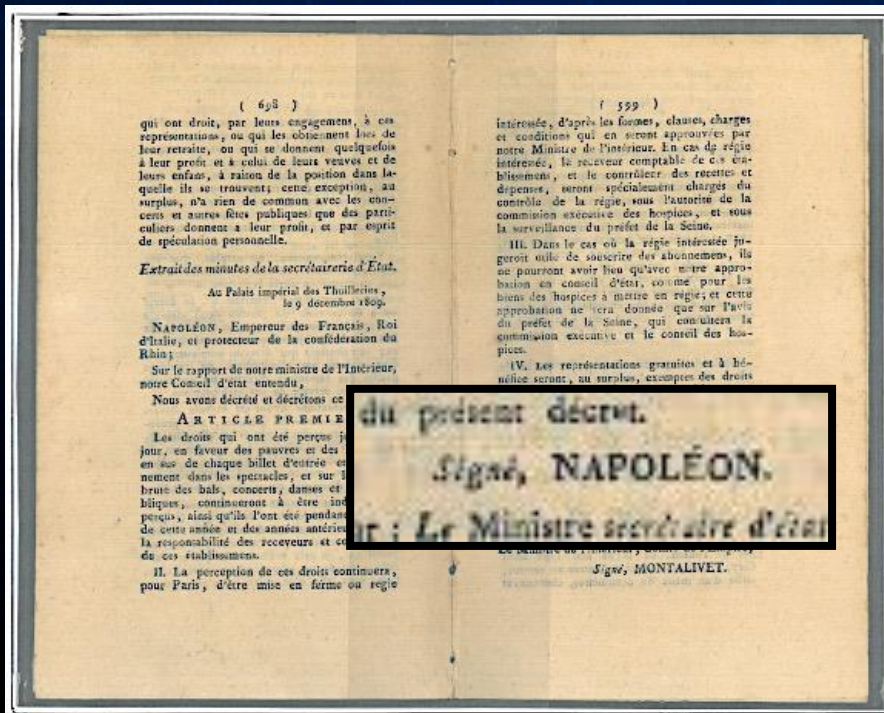 ( 698 )
qui ont droit, par leurs engagemens, à ces
représentations, ou qui les obtiennent lors de
leur retraite, ou qui se donnent quelquefois
à leur profit et à celui de leurs veuves et de
leurs enfans, à raison de la position dans la-
quelle ils se trouvent; cette exception, au
surplus, n'a rien de commun avec les con-
certs et autres fêtes publiques que des parti-
culiers donnent à leur profit, et par esprit
de spéculation personnelle.
Extrait des minutes de la secrétairerie d'État.
Au Palais impérial des Thuilleries,
le 9 décembre 1809.
NAPOLÉON, Empereur des Français, Roi
d'Italie, et protecteur de la confédération du
Rhin;
Sur le rapport de notre ministre de l'Intérieur,
notre Conseil d'état entendu,
Nous avons décrété et décrétons ce
ARTICLE PREMIE
Les droits qui ont été perçus j
jour, en faveur des pauvres et des
en sus de chaque billet d'entrée et
nement dans les spectacles, et sur l
brute des bals, concerts, danses et
bliques, continueront à être in
perçus, ainsi qu'ils l'ont été pendant
de cette année et des années antérieu
la responsabilité des receveurs et co
de ces établissemens.
II. La perception de ces droits continuera,
pour Paris, d'être mise en ferme ou regie
( 599 )
intéressée, d'après les formes, clauses, charges
et conditions qui en seront approuvées par
notre Ministre de l'intérieur. En cas de régie
intéressée, le receveur comptable de ces éta-
blissemens, et le contrôleur des recettes et
dépenses, seront spécialement chargés du
contrôle de la régie, sous l'autorité de la
commission exécutive des hospices, et sous
la surveillance du préfet de la Seine.
III. Dans le cas où la régie intéressée ju-
geroit utile de souscrire des abonnemens, ils
ne pourront avoir lieu qu'avec notre appro-
bation en conseil d'état, comme pour les
biens des hospices à mettre en régie; et cette
approbation ne sera donnée que sur l'avis
du préfet de la Seine, qui consultera la
commission exécutive et le conseil des hos-
pices.
IV. Les représentations gratuites et à bé-
néfice seront, au surplus, exemptes des droits
du présent décret.
Signé, NAPOLÉON.
Le Ministre secrétaire d'état
Le Ministre de l'Intérieur, Comte de l'Empire,
Signé, MONTALIVET.